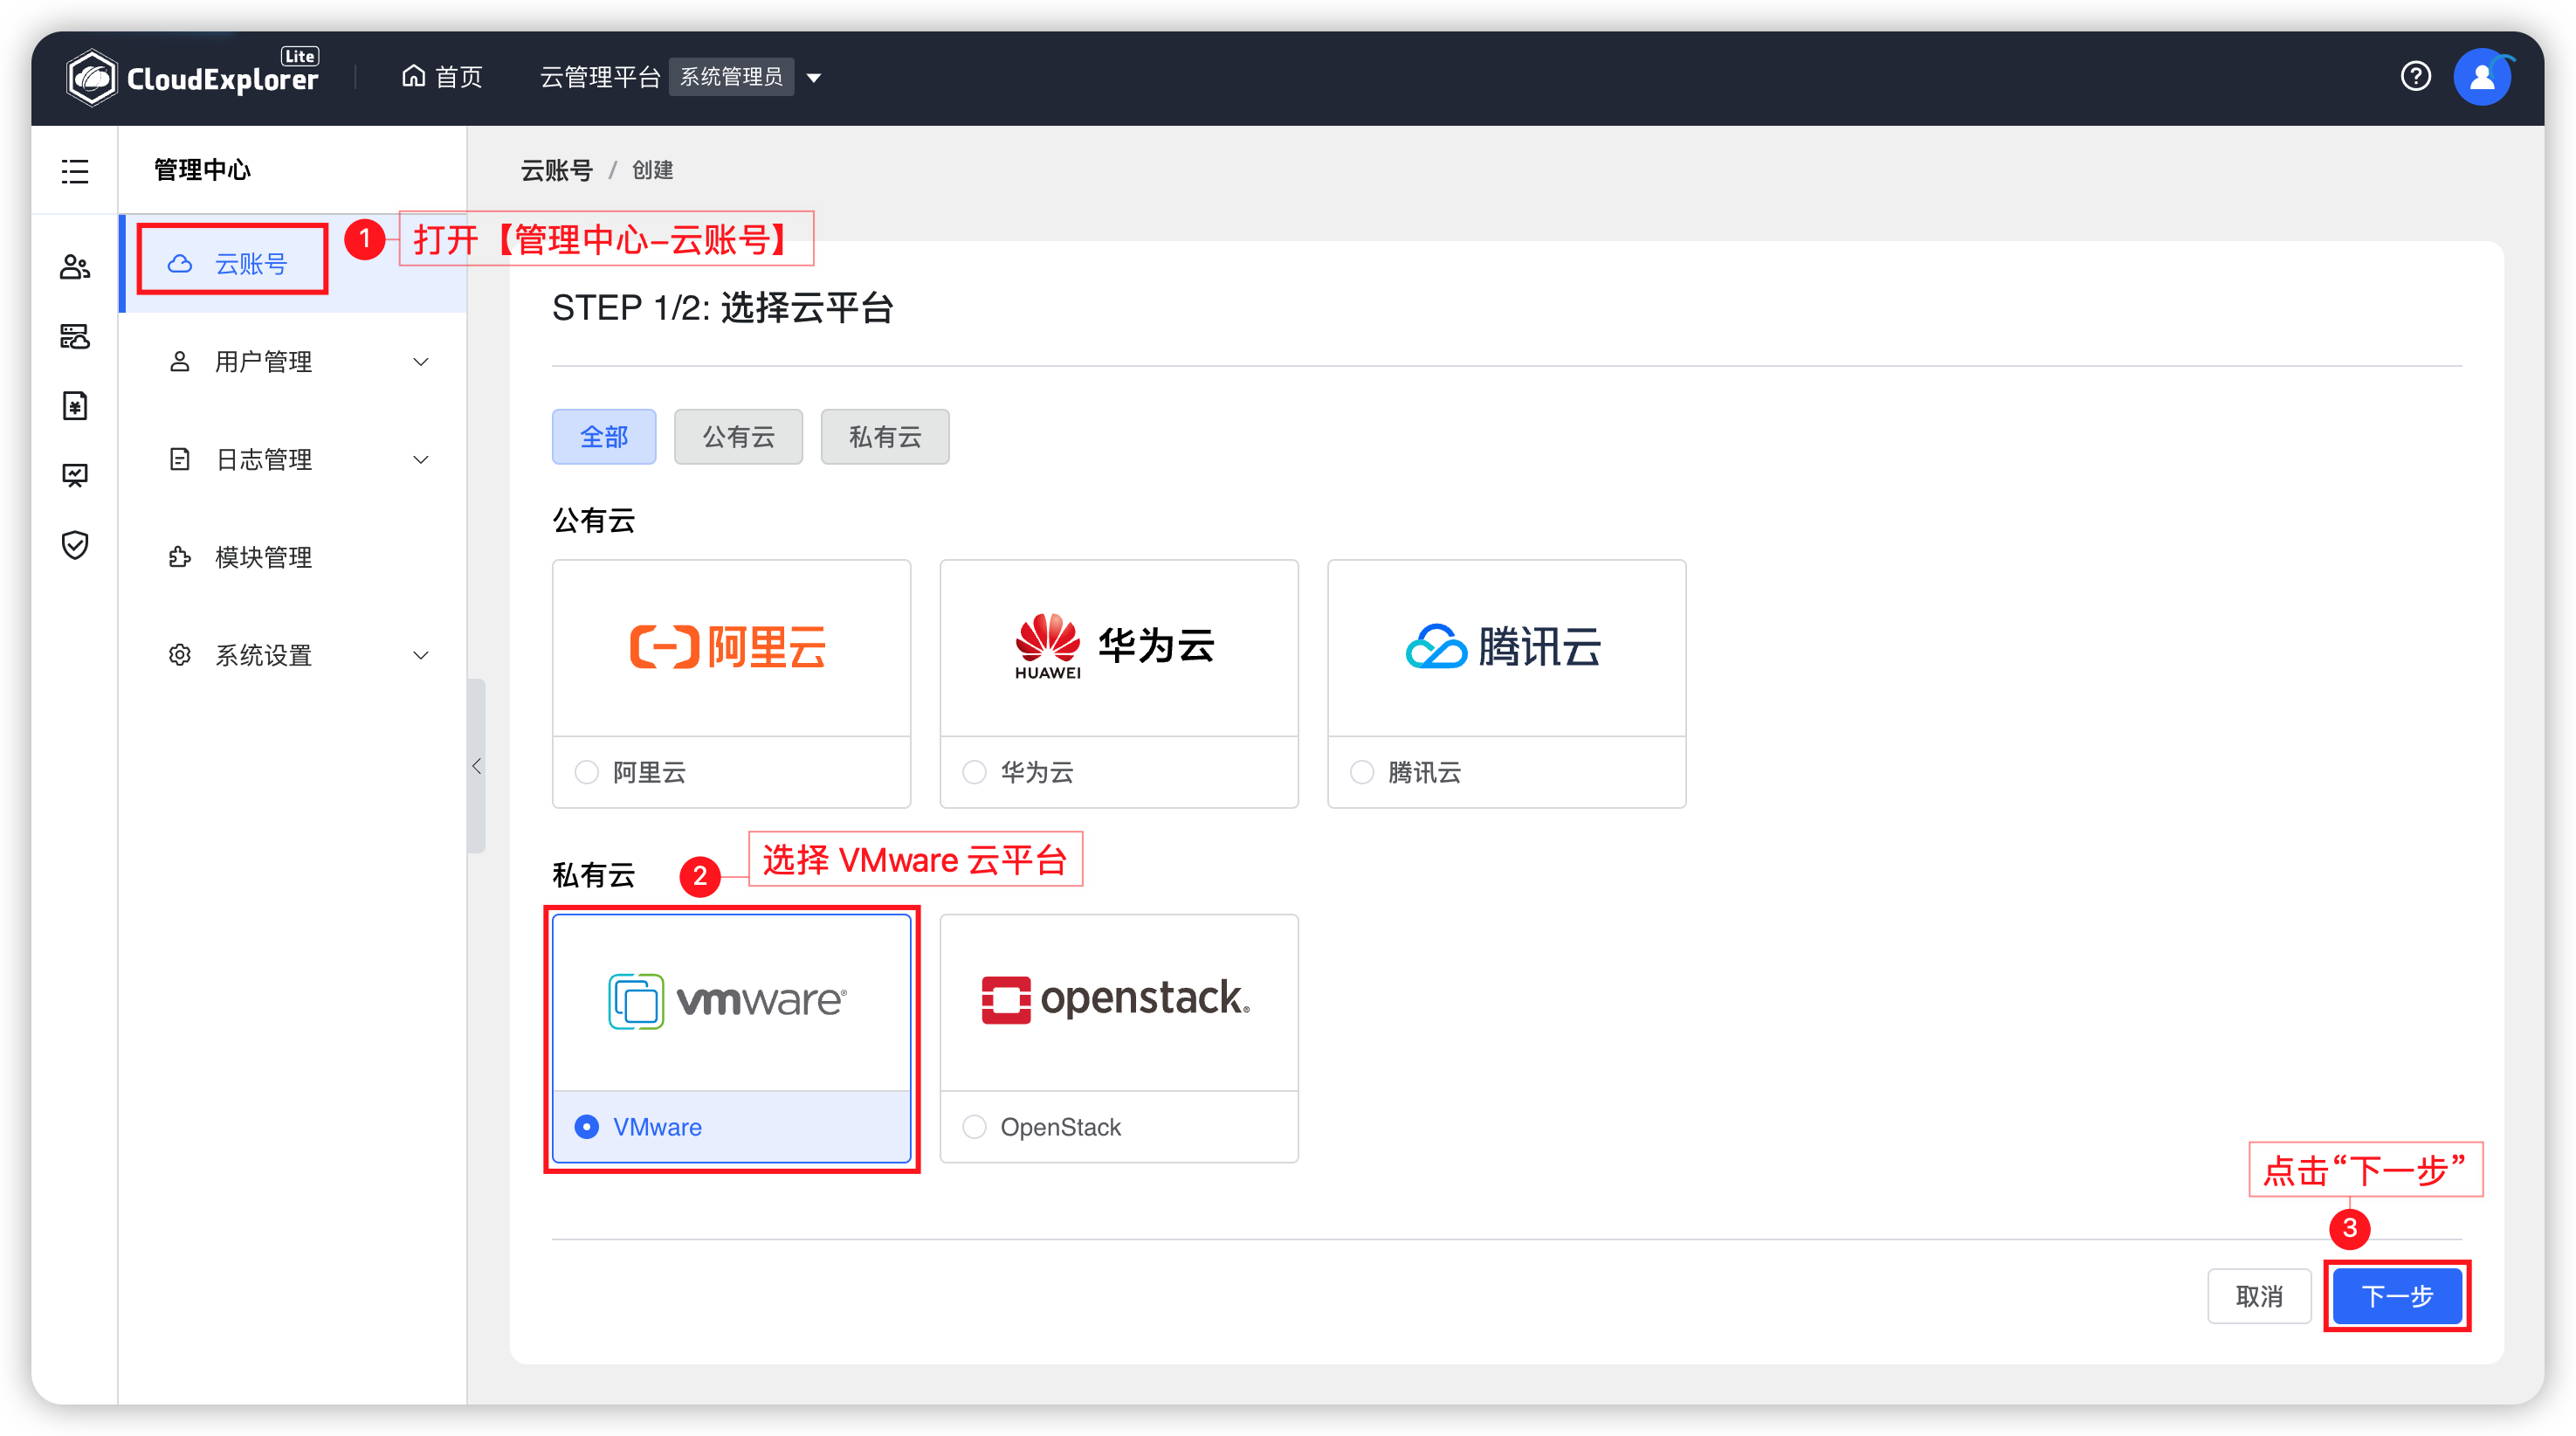 CloudExplorer Lite
首页
云管理平台 系统管理员
管理中心
云账号 / 创建
云账号
1 打开【管理中心–云账号】
用户管理
日志管理
模块管理
系统设置
STEP 1/2: 选择云平台
全部 公有云 私有云
公有云
阿里云
HUAWEI 华为云
腾讯云
阿里云
华为云
腾讯云
私有云
2 选择 VMware 云平台
vmware®
openstack®
VMware
OpenStack
点击“下一步”
3
取消
下一步